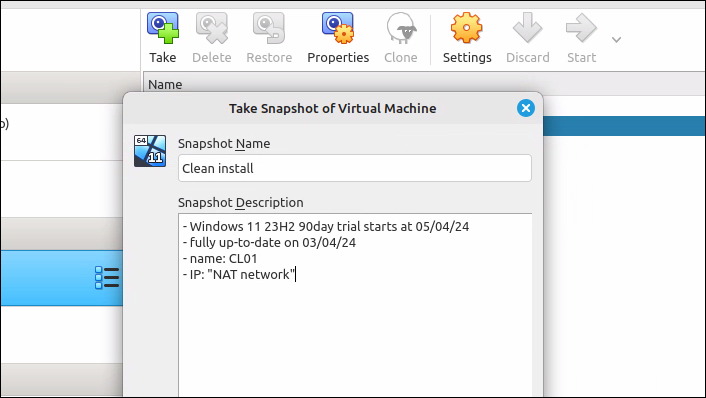 Take Delete Restore Properties Clone Settings Discard Start
Name
o)
Take Snapshot of Virtual Machine
64
11
Snapshot Name
Clean install
Snapshot Description
- Windows 11 23H2 90day trial starts at 05/04/24
- fully up-to-date on 03/04/24
- name: CL01
- IP: "NAT network"